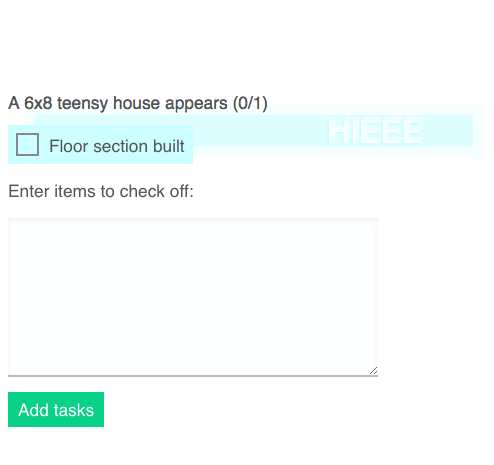 A 6x8 teensy house appears (0/1)
HIEEE
Floor section built
Enter items to check off:
Add tasks